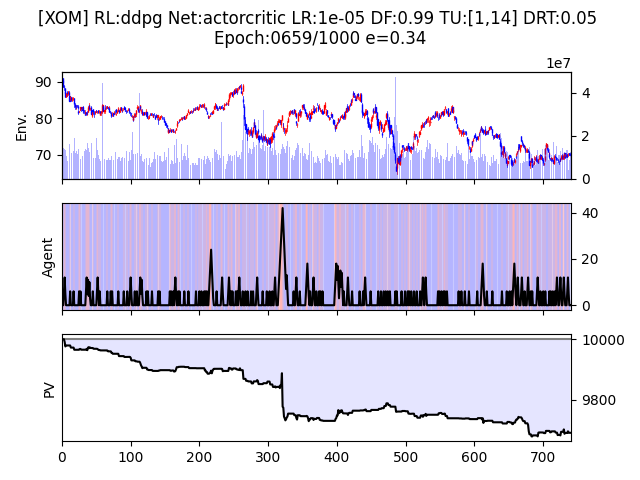 [XOM] RL:ddpg Net:actorcritic LR:1e-05 DF:0.99 TU:[1,14] DRT:0.05
Epoch:0659/1000 e=0.34
1e7
90
80
70
Env.
4
2
0
Agent
40
20
0
PV
10000
9800
0 100 200 300 400 500 600 700